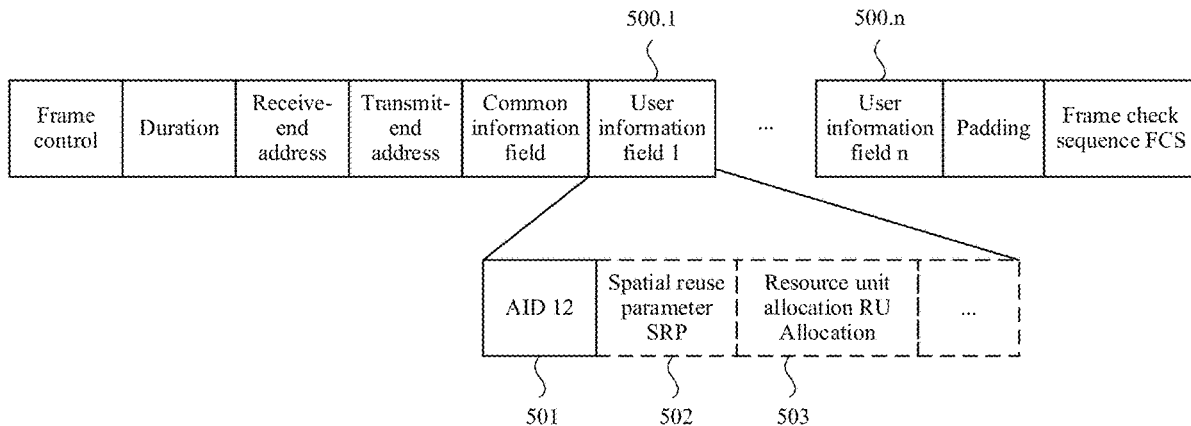 500.1
500.n
Frame
control
Duration
Receive-
end
address
Transmit-
end
address
Common
information
field
User
information
field 1
...
User
information
field n
Padding
Frame check
sequence FCS
AID 12
Spatial reuse
parameter
SRP
Resource unit
allocation RU
Allocation
...
501
502
503